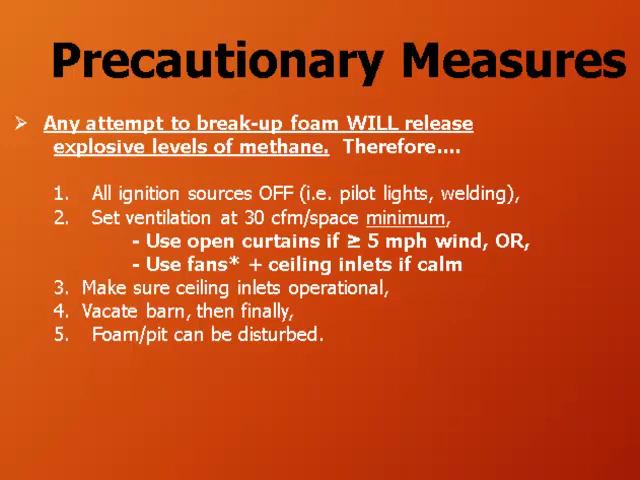 Precautionary Measures
➢ Any attempt to break-up foam WILL release
explosive levels of methane. Therefore....
1. All ignition sources OFF (i.e. pilot lights, welding),
2. Set ventilation at 30 cfm/space minimum,
- Use open curtains if ≥ 5 mph wind, OR,
- Use fans* + ceiling inlets if calm
3. Make sure ceiling inlets operational,
4. Vacate barn, then finally,
5. Foam/pit can be disturbed.